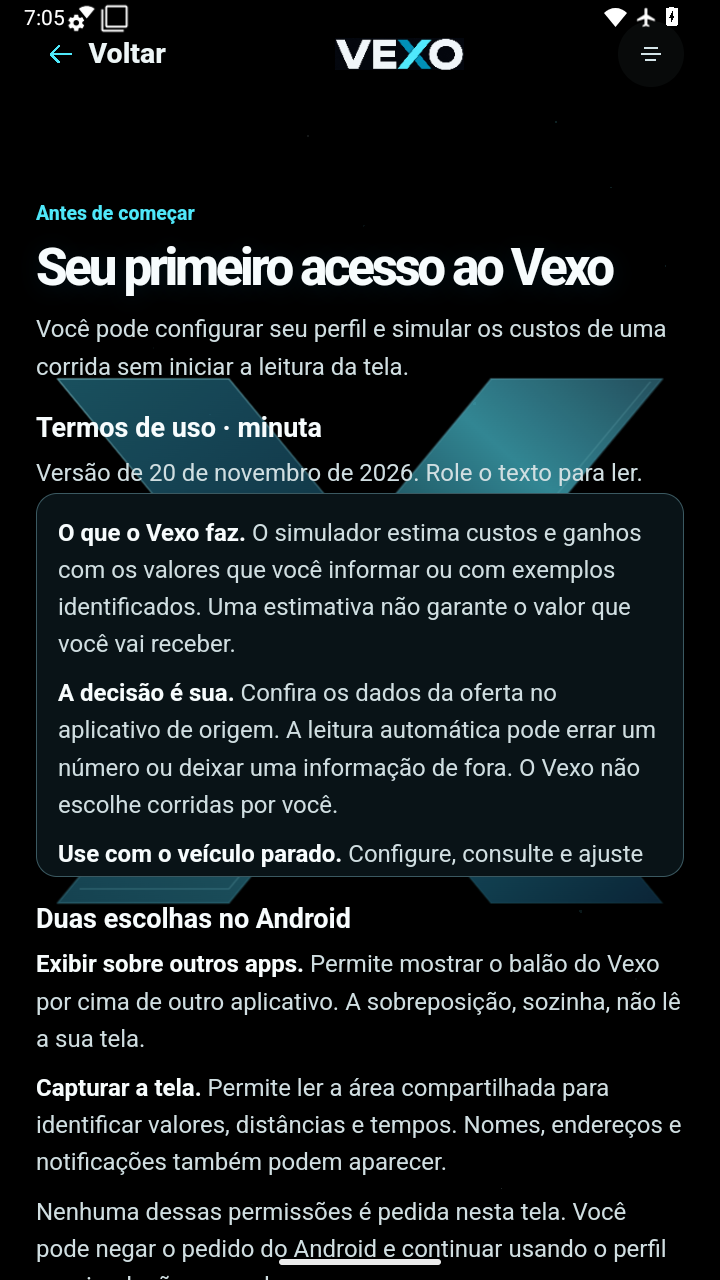 7:05
Voltar
VEXO
Antes de começar
Seu primeiro acesso ao Vexo
Você pode configurar seu perfil e simular os custos de uma
corrida sem iniciar a leitura da tela.
Termos de uso · minuta
Versão de 20 de novembro de 2026. Role o texto para ler.
O que o Vexo faz. O simulador estima custos e ganhos
com os valores que você informar ou com exemplos
identificados. Uma estimativa não garante o valor que
você vai receber.
A decisão é sua. Confira os dados da oferta no
aplicativo de origem. A leitura automática pode errar um
número ou deixar uma informação de fora. O Vexo não
escolhe corridas por você.
Use com o veículo parado. Configure, consulte e ajuste
Duas escolhas no Android
Exibir sobre outros apps. Permite mostrar o balão do Vexo
por cima de outro aplicativo. A sobreposição, sozinha, não lê
a sua tela.
Capturar a tela. Permite ler a área compartilhada para
identificar valores, distâncias e tempos. Nomes, endereços e
notificações também podem aparecer.
Nenhuma dessas permissões é pedida nesta tela. Você
pode negar o pedido do Android e continuar usando o perfil